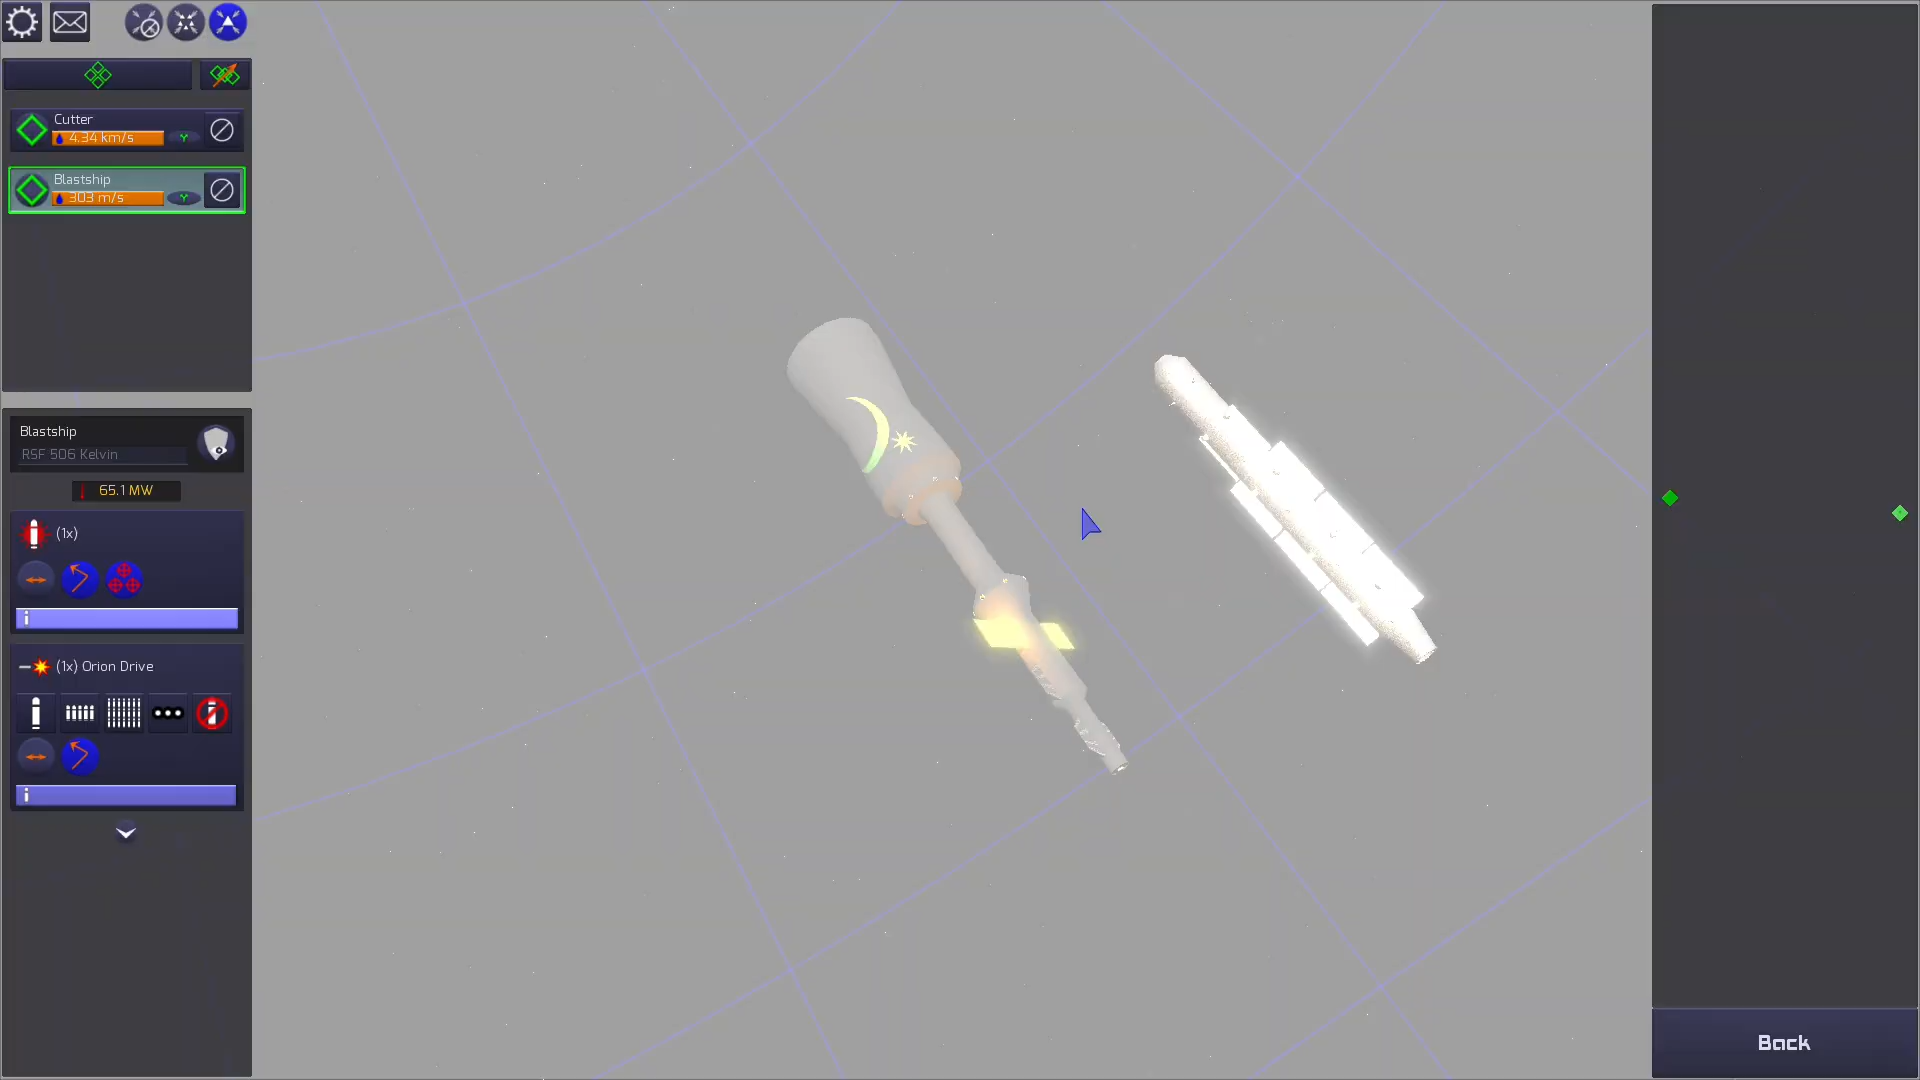 Cutter
4.34 km/s
Blastship
303 m/s
Blastship
RSF 506 Kelvin
65.1 MW
(1x)
i
(1x) Orion Drive
i
Back